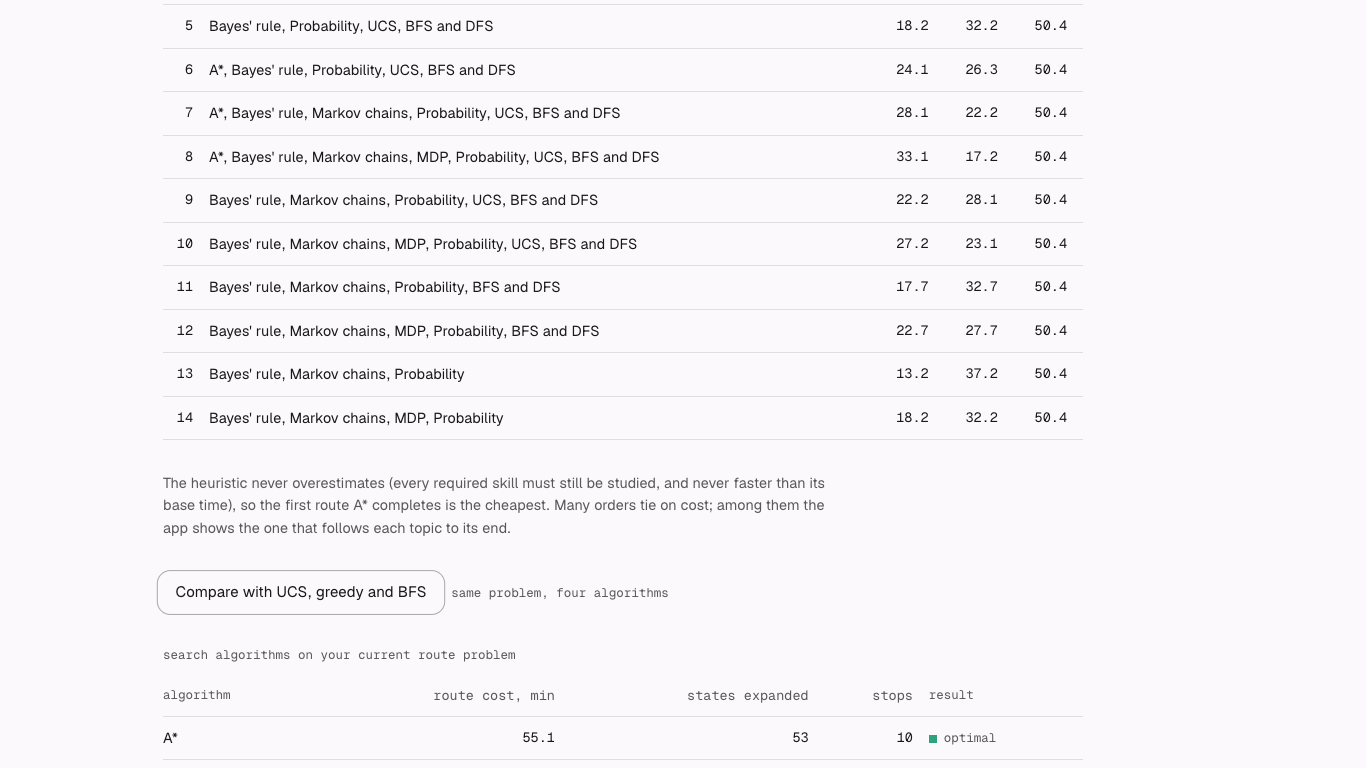 5 Bayes' rule, Probability, UCS, BFS and DFS 18.2 32.2 50.4
6 A*, Bayes' rule, Probability, UCS, BFS and DFS 24.1 26.3 50.4
7 A*, Bayes' rule, Markov chains, Probability, UCS, BFS and DFS 28.1 22.2 50.4
8 A*, Bayes' rule, Markov chains, MDP, Probability, UCS, BFS and DFS 33.1 17.2 50.4
9 Bayes' rule, Markov chains, Probability, UCS, BFS and DFS 22.2 28.1 50.4
10 Bayes' rule, Markov chains, MDP, Probability, UCS, BFS and DFS 27.2 23.1 50.4
11 Bayes' rule, Markov chains, Probability, BFS and DFS 17.7 32.7 50.4
12 Bayes' rule, Markov chains, MDP, Probability, BFS and DFS 22.7 27.7 50.4
13 Bayes' rule, Markov chains, Probability 13.2 37.2 50.4
14 Bayes' rule, Markov chains, MDP, Probability 18.2 32.2 50.4
The heuristic never overestimates (every required skill must still be studied, and never faster than its
base time), so the first route A* completes is the cheapest. Many orders tie on cost; among them the
app shows the one that follows each topic to its end.
Compare with UCS, greedy and BFS same problem, four algorithms
search algorithms on your current route problem
algorithm route cost, min states expanded stops result
A* 55.1 53 10 optimal